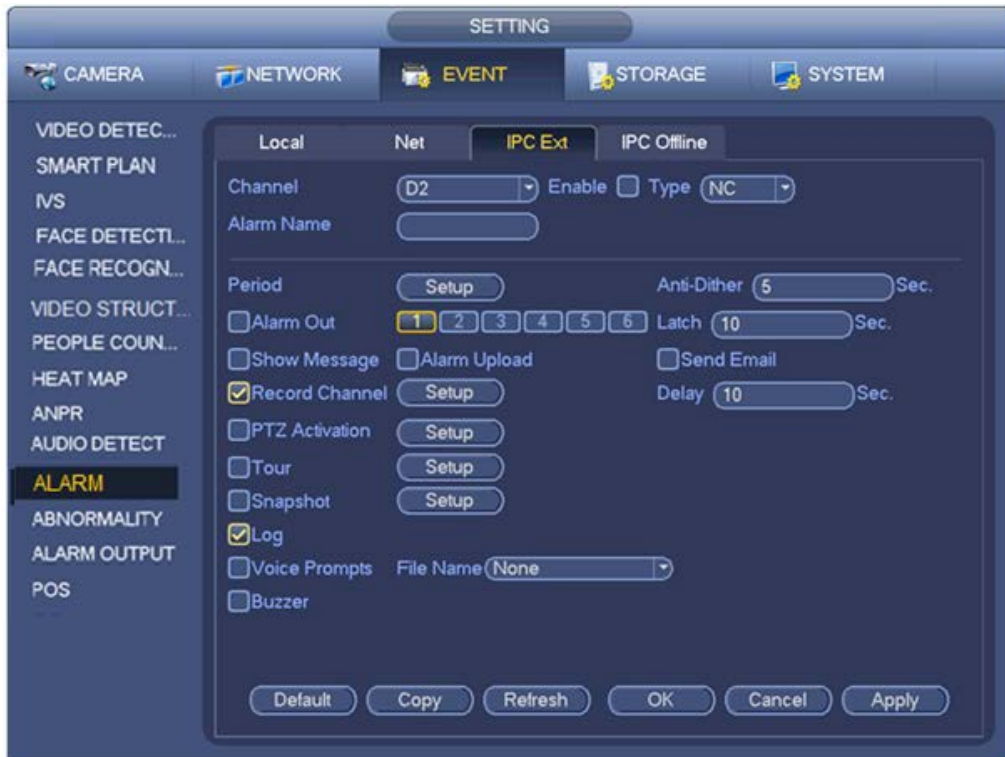 SETTING
CAMERA NETWORK EVENT STORAGE SYSTEM
VIDEO DETEC...
SMART PLAN
IVS
FACE DETECTI...
FACE RECOGN...
VIDEO STRUCT...
PEOPLE COUN...
HEAT MAP
ANPR
AUDIO DETECT
ALARM
ABNORMALITY
ALARM OUTPUT
POS
Local Net IPC Ext IPC Offline
Channel D2 Enable Type NC
Alarm Name
Period Setup Anti-Dither 5 Sec.
Alarm Out 1 2 3 4 5 6 Latch 10 Sec.
Show Message Alarm Upload Send Email
Record Channel Setup Delay 10 Sec.
PTZ Activation Setup
Tour Setup
Snapshot Setup
Log
Voice Prompts File Name None
Buzzer
Default Copy Refresh OK Cancel Apply